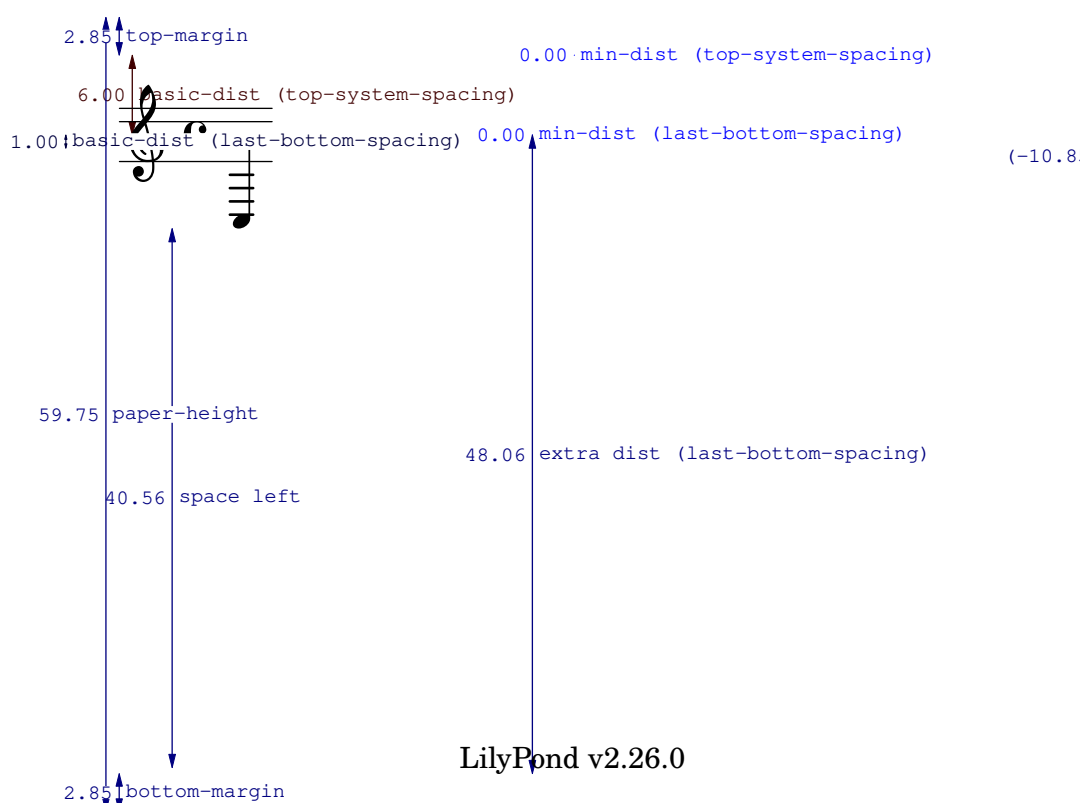 2.85 top-margin
0.00 min-dist (top-system-spacing)
6.00 basic-dist (top-system-spacing)
1.00 basic-dist (last-bottom-spacing)
0.00 min-dist (last-bottom-spacing)
(-10.8
59.75 paper-height
48.06 extra dist (last-bottom-spacing)
40.56 space left
LilyPond v2.26.0
2.85 bottom-margin